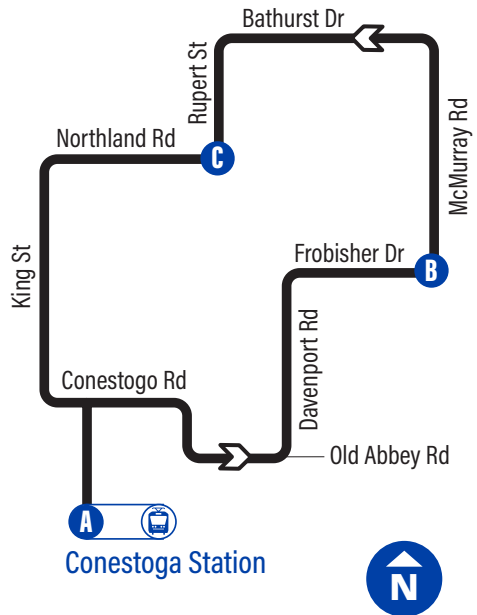 Bathurst Dr
Rupert St
McMurray Rd
Northland Rd
C
King St
Frobisher Dr
B
Davenport Rd
Conestogo Rd
Old Abbey Rd
A
Conestoga Station
N